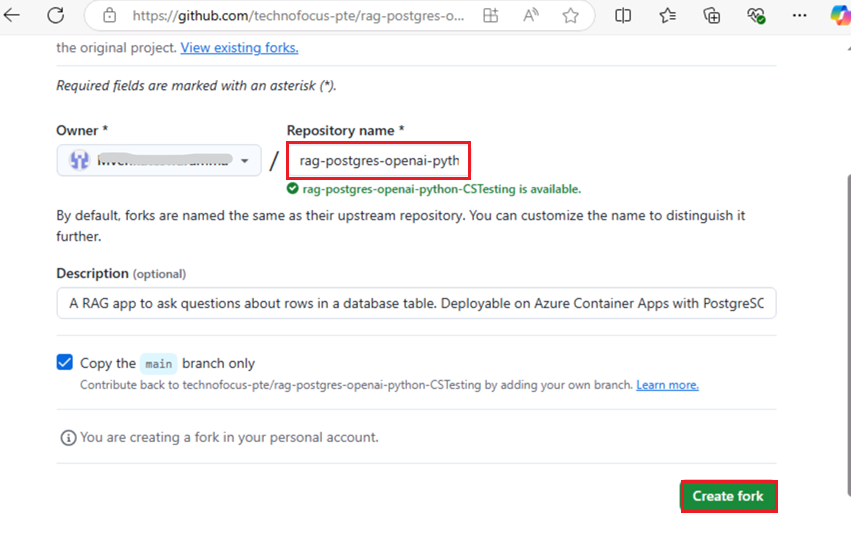 https://github.com/technofocus-pte/rag-postgres-o...
the original project. View existing forks.
Required fields are marked with an asterisk (*).
Owner * Repository name *
/ rag-postgres-openai-pyth
rag-postgres-openai-python-CSTesting is available.
By default, forks are named the same as their upstream repository. You can customize the name to distinguish it
further.
Description (optional)
A RAG app to ask questions about rows in a database table. Deployable on Azure Container Apps with PostgreSC
Copy the main branch only
Contribute back to technofocus-pte/rag-postgres-openai-python-CSTesting by adding your own branch. Learn more.
You are creating a fork in your personal account.
Create fork